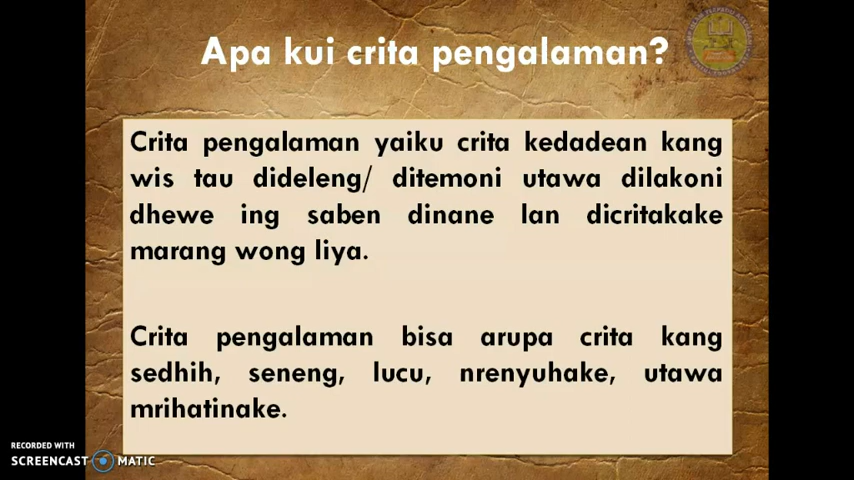 Apa kui crita pengalaman?
Crita pengalaman yaiku crita kedadean kang
wis tau dideleng/ ditemoni utawa dilakoni
dhewe ing saben dinane lan dicritakake
marang wong liya.
Crita pengalaman bisa arupa crita kang
sedhih, seneng, lucu, nrenyuhake, utawa
mrihatinake.
RECORDED WITH
SCREENCAST MATIC